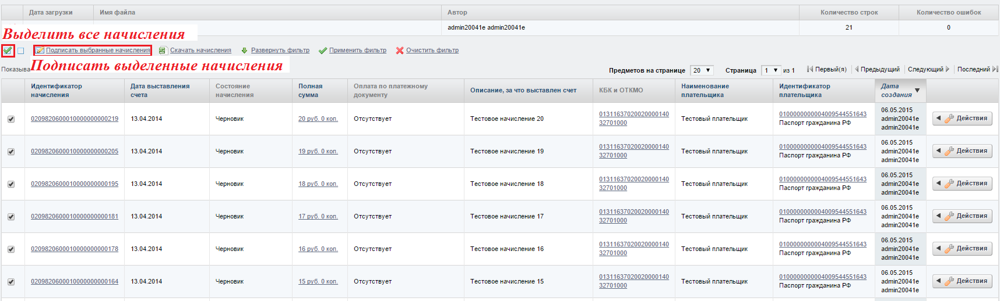 Дата загрузки Имя файла Автор Количество строк Количество ошибок
admin20041e admin20041e 21 0
Выделить все начисления
Подписать выбранные начисления Скачать начисления Развернуть фильтр Применить фильтр Очистить фильтр
Подписать выделенные начисления
Показыва Предметов на странице 20 Страница 1 из 1 Первый(я) Предыдущий Следующий Последний
Идентификатор начисления Дата выставления счета Состояние начисления Полная сумма Оплата по платежному документу Описание, за что выставлен счет КБК и ОТКМО Наименование плательщика Идентификатор плательщика Дата создания
06.05.2015
0209820600010000000000219 13.04.2014 Черновик 20 руб. 0 коп. Отсутствует Тестовое начисление 20 01311637020020000140 Тестовый плательщик 0100000000004009544551643 admin20041e Действия
32701000 Паспорт гражданина РФ admin20041e
06.05.2015
0209820600010000000000205 13.04.2014 Черновик 19 руб. 0 коп. Отсутствует Тестовое начисление 19 01311637020020000140 Тестовый плательщик 0100000000004009544551643 admin20041e Действия
32701000 Паспорт гражданина РФ admin20041e
06.05.2015
0209820600010000000000195 13.04.2014 Черновик 18 руб. 0 коп. Отсутствует Тестовое начисление 18 01311637020020000140 Тестовый плательщик 0100000000004009544551643 admin20041e Действия
32701000 Паспорт гражданина РФ admin20041e
06.05.2015
0209820600010000000000181 13.04.2014 Черновик 17 руб. 0 коп. Отсутствует Тестовое начисление 17 01311637020020000140 Тестовый плательщик 0100000000004009544551643 admin20041e Действия
32701000 Паспорт гражданина РФ admin20041e
06.05.2015
0209820600010000000000178 13.04.2014 Черновик 16 руб. 0 коп. Отсутствует Тестовое начисление 16 01311637020020000140 Тестовый плательщик 0100000000004009544551643 admin20041e Действия
32701000 Паспорт гражданина РФ admin20041e
06.05.2015
0209820600010000000000164 13.04.2014 Черновик 15 руб. 0 коп. Отсутствует Тестовое начисление 15 01311637020020000140 Тестовый плательщик 0100000000004009544551643 admin20041e Действия
32701000 Паспорт гражданина РФ admin20041e